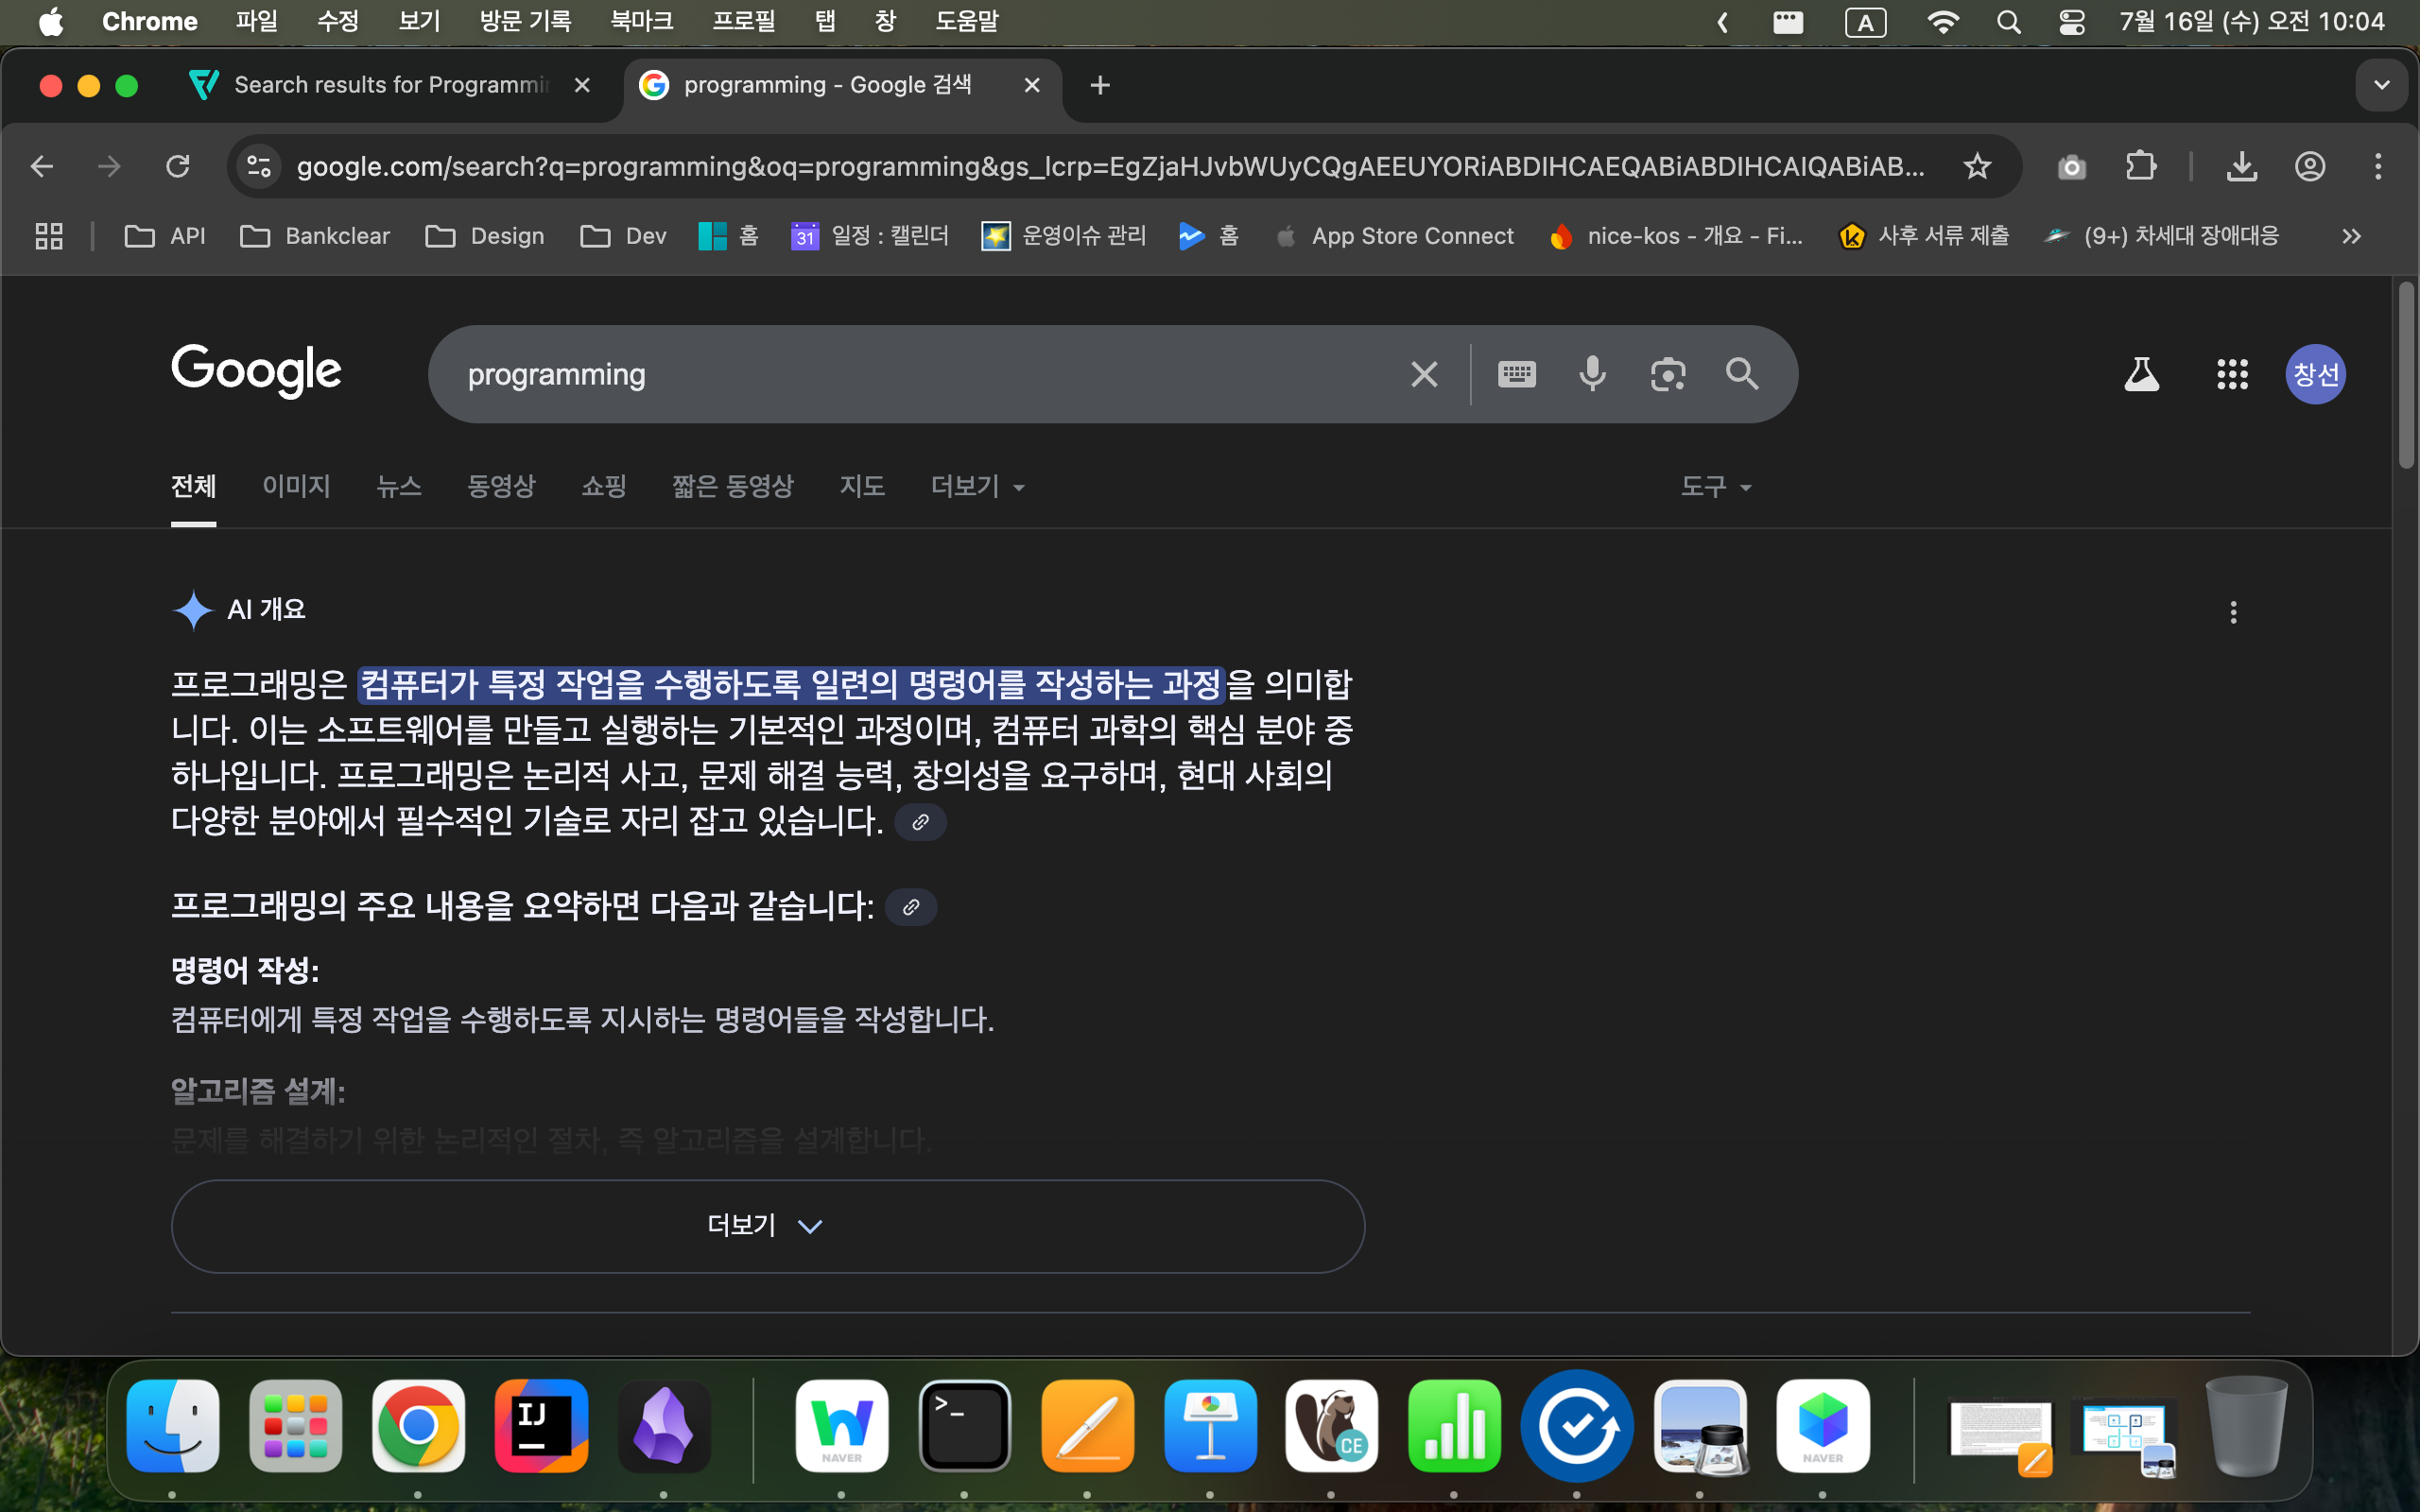 Chrome 파일 수정 보기 방문 기록 북마크 프로필 탭 창 도움말 A 7월 16일 (수) 오전 10:04
Search results for Programmin
programming - Google 검색
google.com/search?q=programming&oq=programming&gs_lcrp=EgZjaHJvbWUyCQgAEEUYORiABDIHCAEQABiABDIHCAIQABiAB...
API Bankclear Design Dev 홈 31 일정 : 캘린더 운영이슈 관리 홈 App Store Connect nice-kos - 개요 - Fi... 사후 서류 제출 (9+) 차세대 장애대응
Google programming 창선
전체 이미지 뉴스 동영상 쇼핑 짧은 동영상 지도 더보기 도구
AI 개요
프로그래밍은 컴퓨터가 특정 작업을 수행하도록 일련의 명령어를 작성하는 과정을 의미합
니다. 이는 소프트웨어를 만들고 실행하는 기본적인 과정이며, 컴퓨터 과학의 핵심 분야 중
하나입니다. 프로그래밍은 논리적 사고, 문제 해결 능력, 창의성을 요구하며, 현대 사회의
다양한 분야에서 필수적인 기술로 자리 잡고 있습니다.
프로그래밍의 주요 내용을 요약하면 다음과 같습니다:
명령어 작성:
컴퓨터에게 특정 작업을 수행하도록 지시하는 명령어들을 작성합니다.
알고리즘 설계:
문제를 해결하기 위한 논리적인 절차, 즉 알고리즘을 설계합니다.
더보기
IJ NAVER >_ CE NAVER